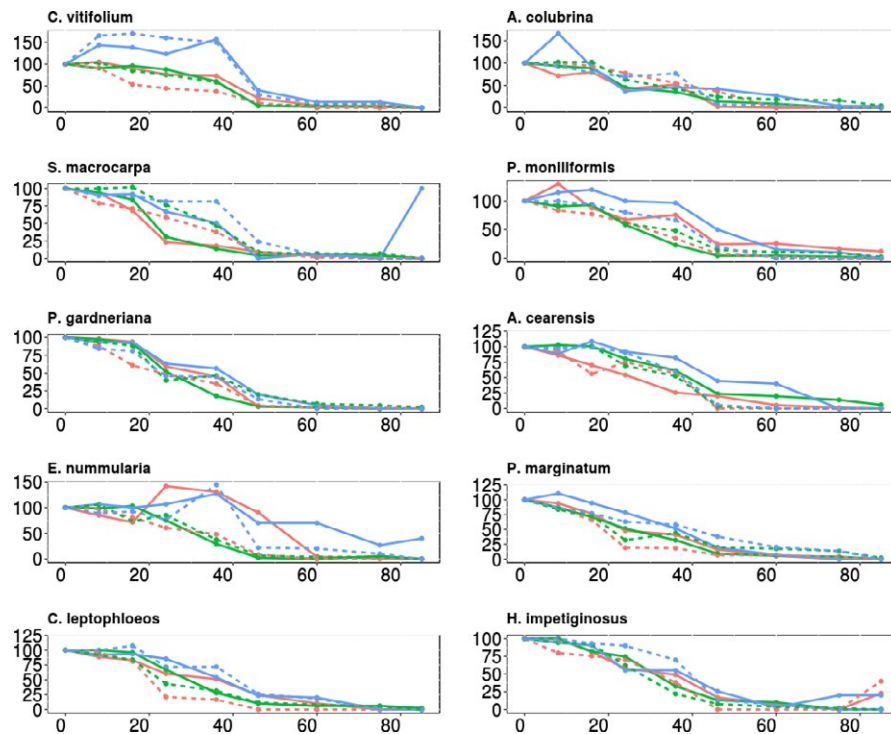 C. vitifolium
150
100
50
0
0 20 40 60 80
A. colubrina
150
100
50
0
0 20 40 60 80
S. macrocarpa
100
75
50
25
0
0 20 40 60 80
P. moniliformis
100
50
0
0 20 40 60 80
P. gardneriana
100
75
50
25
0
0 20 40 60 80
A. cearensis
125
100
75
50
25
0
0 20 40 60 80
E. nummularia
150
100
50
0
0 20 40 60 80
P. marginatum
125
100
75
50
25
0
0 20 40 60 80
C. leptophloeos
125
100
75
50
25
0
0 20 40 60 80
H. impetiginosus
100
75
50
25
0
0 20 40 60 80